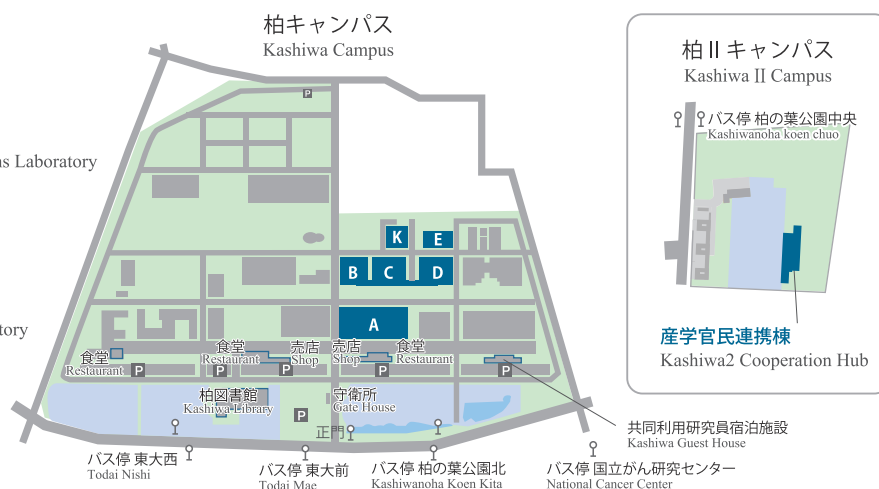 柏キャンパス
Kashiwa Campus
P
柏Ⅱキャンパス
Kashiwa Ⅱ Campus
バス停 柏の葉公園中央
Kashiwanoha koen chuo
ns Laboratory
K
E
B
C
D
A
産学官民連携棟
Kashiwa2 Cooperation Hub
tory
食堂
Restaurant
食堂
Restaurant
売店
Shop
売店
Shop
食堂
Restaurant
P
P
P
P
P
柏図書館
Kashiwa Library
P
守衛所
Gate House
正門
共同利用研究員宿泊施設
Kashiwa Guest House
バス停 東大西
Todai Nishi
バス停 東大前
Todai Mae
バス停 柏の葉公園北
Kashiwanoha Koen Kita
バス停 国立がん研究センター
National Cancer Center